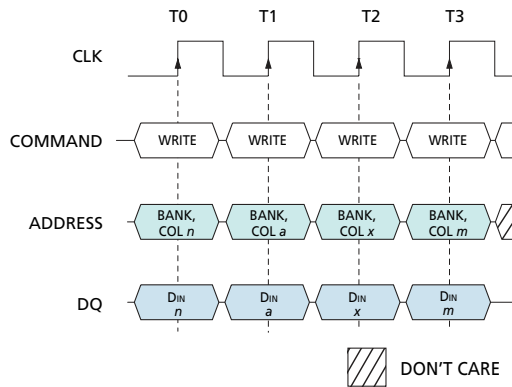 T0 T1 T2 T3
CLK
COMMAND WRITE WRITE WRITE WRITE
ADDRESS BANK, COL n BANK, COL a BANK, COL x BANK, COL m
DQ DIN n DIN a DIN x DIN m
DON'T CARE